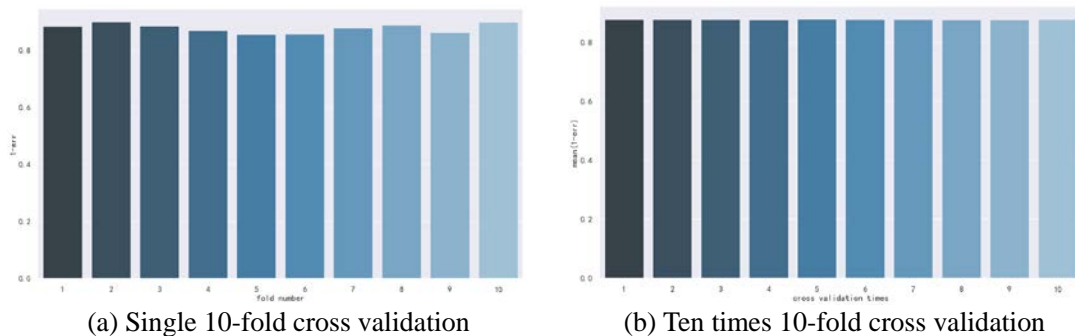 0.8
0.6
0.4
0.2
0.0
1-err
1 2 3 4 5 6 7 8 9 10
fold number
(a) Single 10-fold cross validation
0.8
0.6
0.4
0.2
0.0
mean(1-err)
1 2 3 4 5 6 7 8 9 10
cross validation times
(b) Ten times 10-fold cross validation